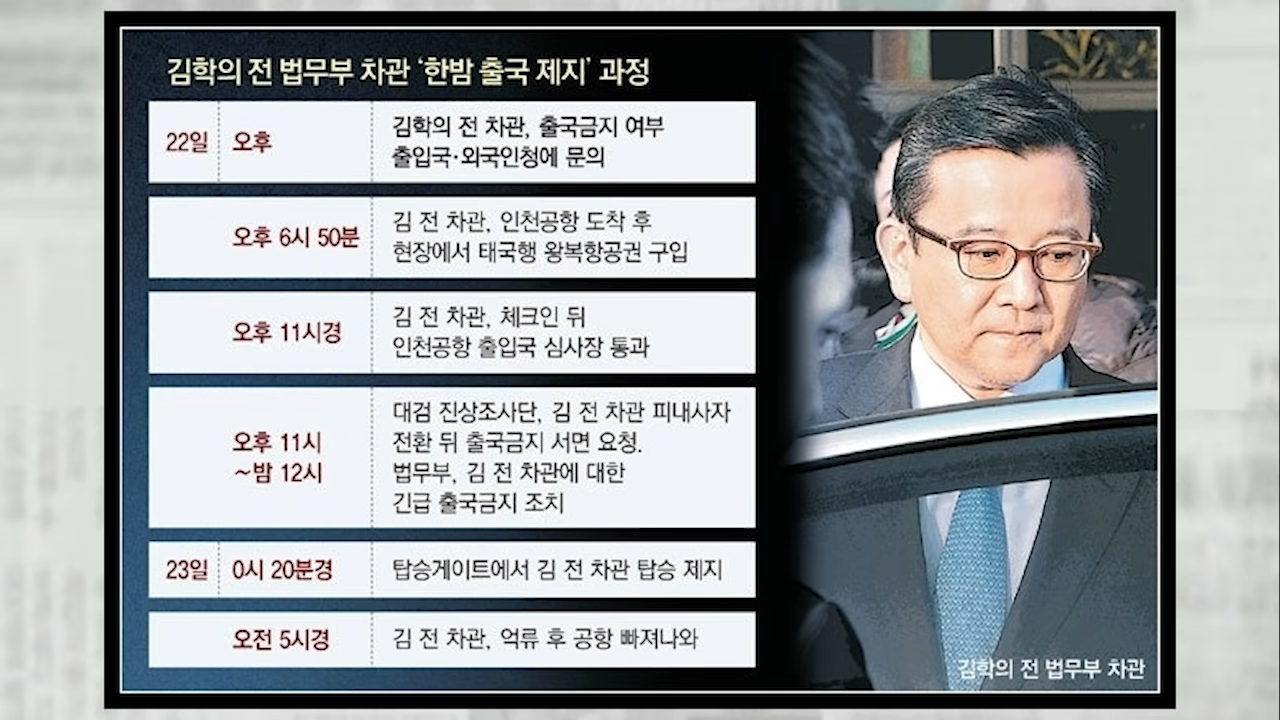 김학의 전 법무부 차관 '한밤 출국 제지' 과정
22일 오후
김학의 전 차관, 출국금지 여부
출입국·외국인청에 문의
오후 6시 50분
김 전 차관, 인천공항 도착 후
현장에서 태국행 왕복항공권 구입
오후 11시경
김 전 차관, 체크인 뒤
인천공항 출입국 심사장 통과
오후 11시
~밤 12시
대검 진상조사단, 김 전 차관 피내사자
전환 뒤 출국금지 서면 요청.
법무부, 김 전 차관에 대한
긴급 출국금지 조치
23일 0시 20분경
탑승게이트에서 김 전 차관 탑승 제지
오전 5시경
김 전 차관, 억류 후 공항 빠져나와
김학의 전 법무부 차관